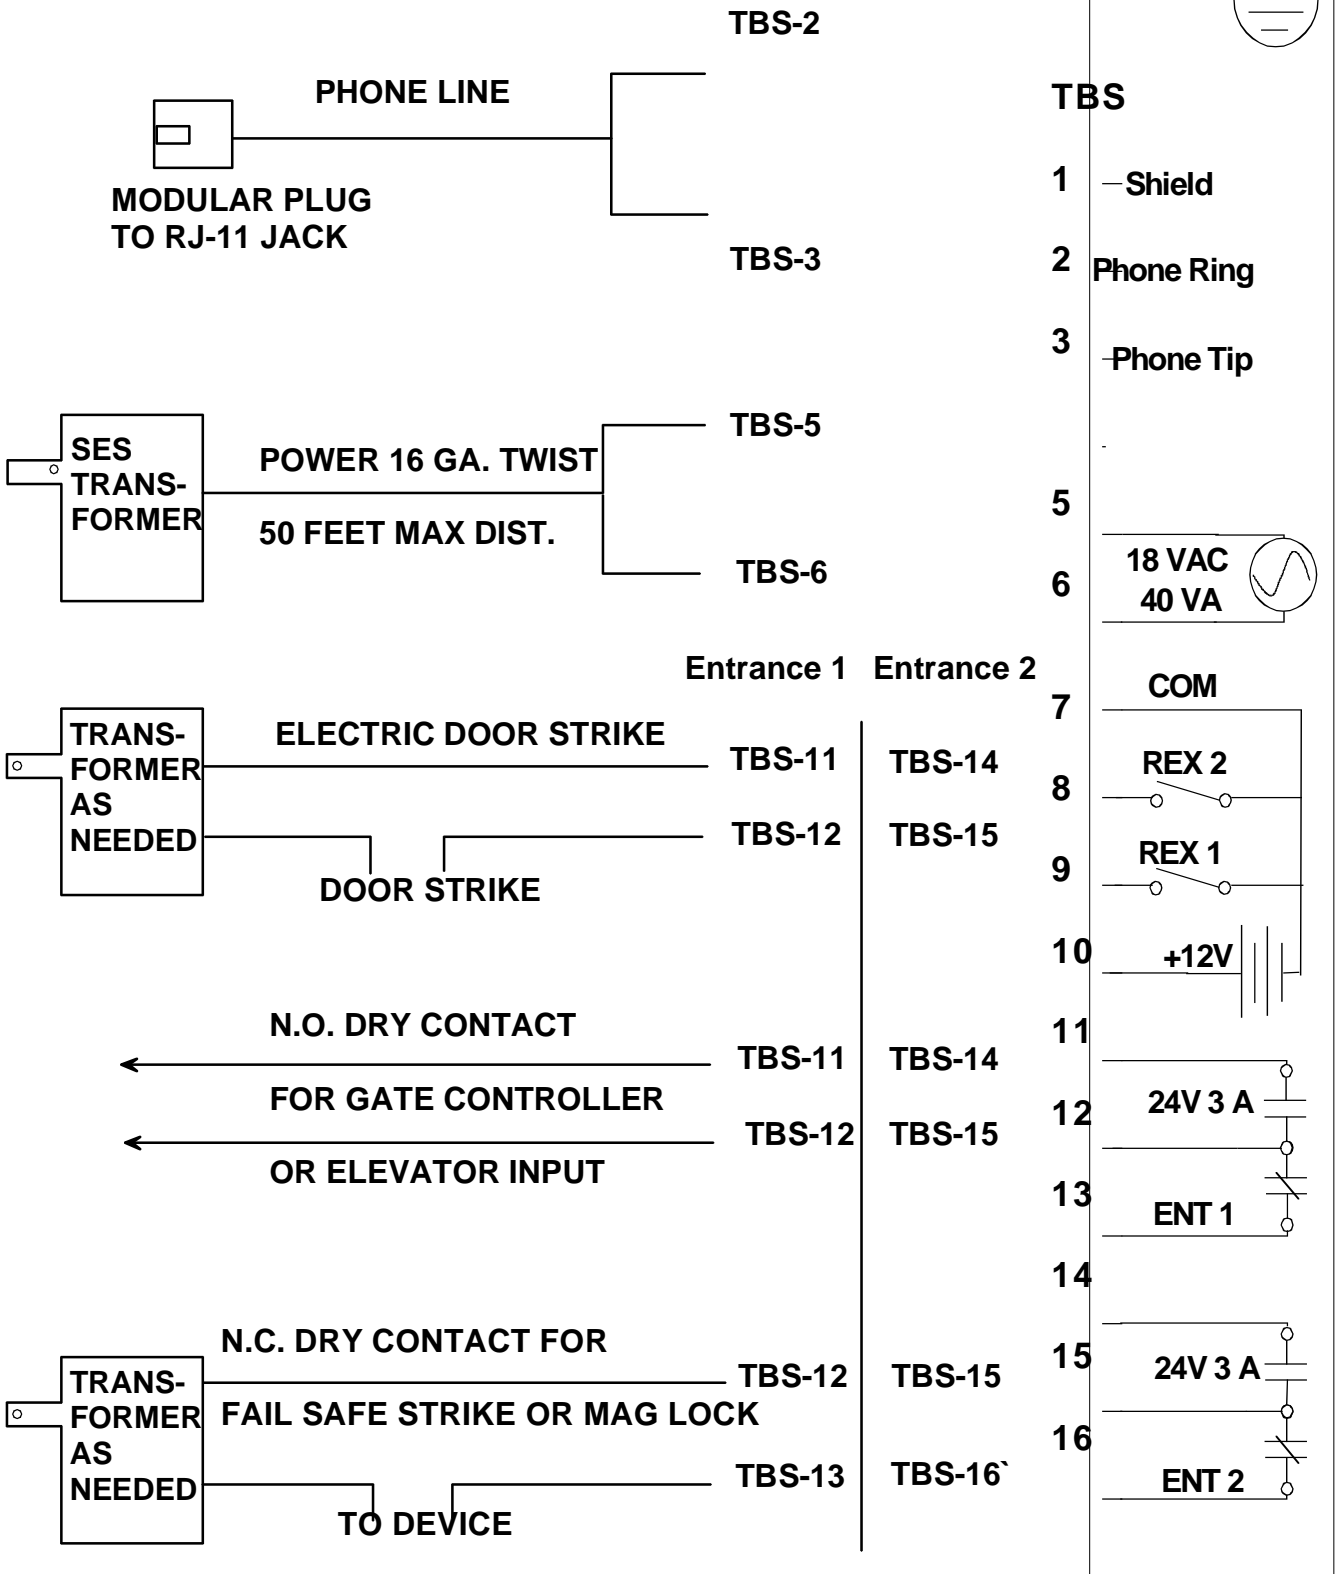 TBS-2
PHONE LINE
MODULAR PLUG
TO RJ-11 JACK
TBS-3
SES
TRANS-
FORMER
POWER 16 GA. TWIST
50 FEET MAX DIST.
TBS-5
TBS-6
Entrance 1 Entrance 2
TRANS-
FORMER
AS
NEEDED
ELECTRIC DOOR STRIKE
DOOR STRIKE
TBS-11 TBS-14
TBS-12 TBS-15
N.O. DRY CONTACT
FOR GATE CONTROLLER
OR ELEVATOR INPUT
TBS-11 TBS-14
TBS-12 TBS-15
N.C. DRY CONTACT FOR
FAIL SAFE STRIKE OR MAG LOCK
TRANS-
FORMER
AS
NEEDED
TO DEVICE
TBS-12 TBS-15
TBS-13 TBS-16`
TBS
1 Shield
2 Phone Ring
3 Phone Tip
5
18 VAC
6
40 VA
7 COM
8 REX 2
9 REX 1
10 +12V
11
12 24V 3 A
13 ENT 1
14
15 24V 3 A
16 ENT 2